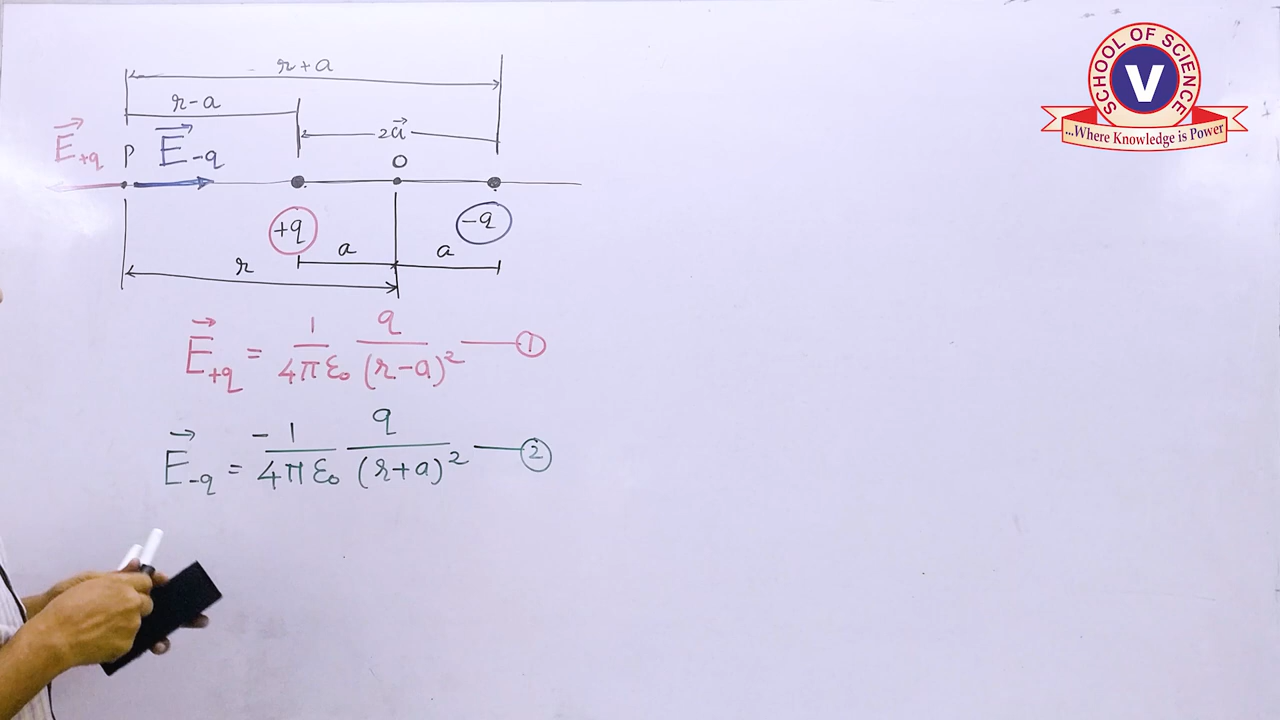 r+a
r-a
2a⃗
E⃗+q P E⃗-q O
+q -q
a a
r
E⃗+q = 1/4πε₀ q/(r-a)² — ①
E⃗-q = -1/4πε₀ q/(r+a)² — ②
SCHOOL OF SCIENCE
V
...Where Knowledge is Power